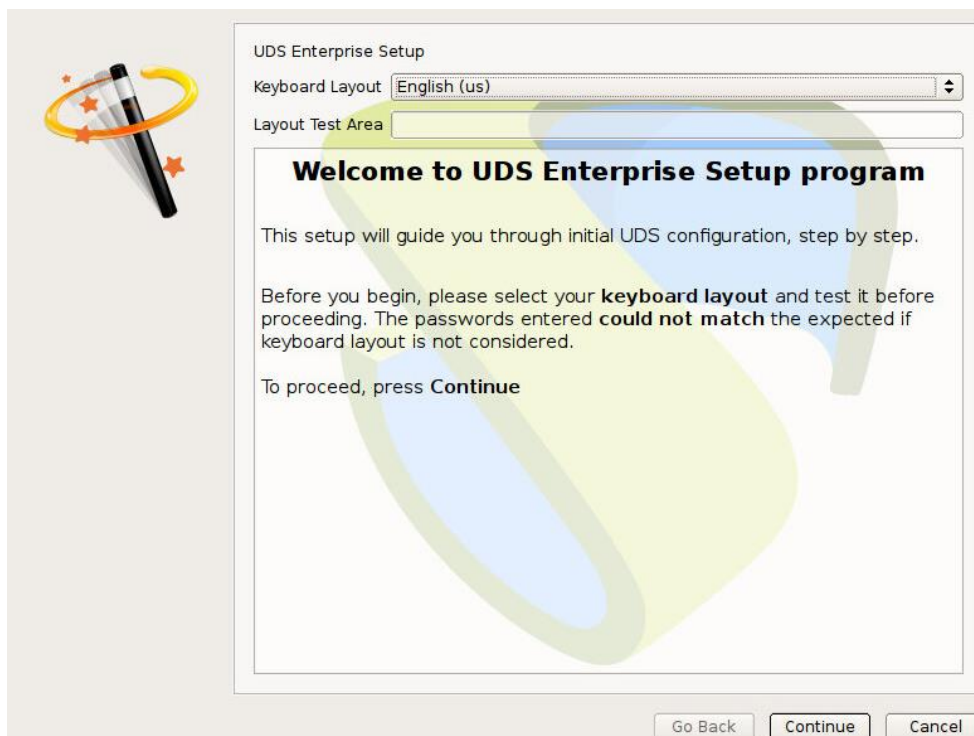 UDS Enterprise Setup
Keyboard Layout English (us)
Layout Test Area
Welcome to UDS Enterprise Setup program
This setup will guide you through initial UDS configuration, step by step.
Before you begin, please select your keyboard layout and test it before
proceeding. The passwords entered could not match the expected if
keyboard layout is not considered.
To proceed, press Continue
Go Back Continue Cancel